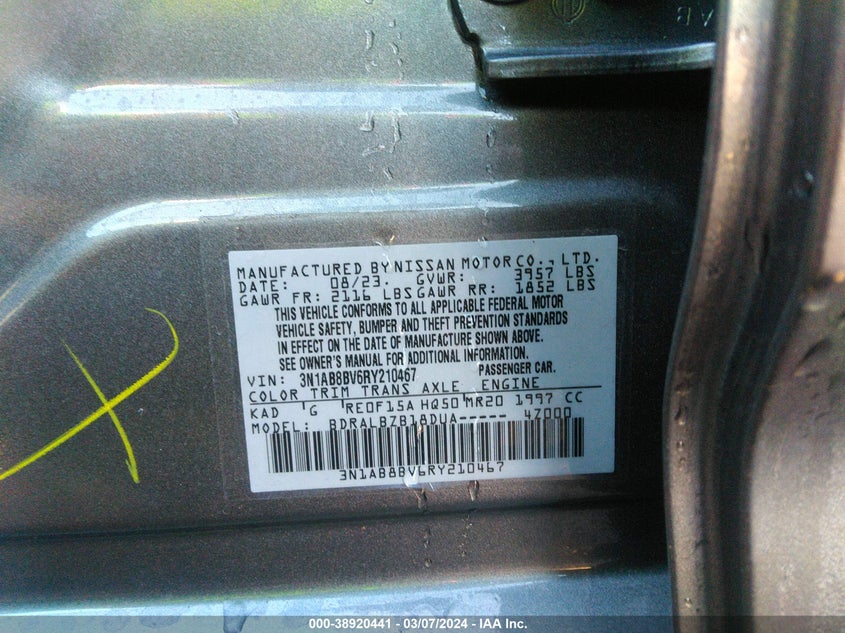 AB
MANUFACTURED BY NISSAN MOTOR CO., LTD.
DATE: 08/23. GVWR: 3957 LBS
GAWR FR: 2116 LBS GAWR RR: 1852 LBS
THIS VEHICLE CONFORMS TO ALL APPLICABLE FEDERAL MOTOR
VEHICLE SAFETY, BUMPER AND THEFT PREVENTION STANDARDS
IN EFFECT ON THE DATE OF MANUFACTURE SHOWN ABOVE.
SEE OWNER'S MANUAL FOR ADDITIONAL INFORMATION.
VIN: 3N1AB8BV6RY210467 PASSENGER CAR.
COLOR TRIM TRANS AXLE ENGINE
KAD G RE0F15A HQ50 MR20 1997 CC
MODEL: BDRALBZB18DUA----- 4Z000
3N1AB8BV6RY210467
000-38920441 - 03/07/2024 - IAA Inc.